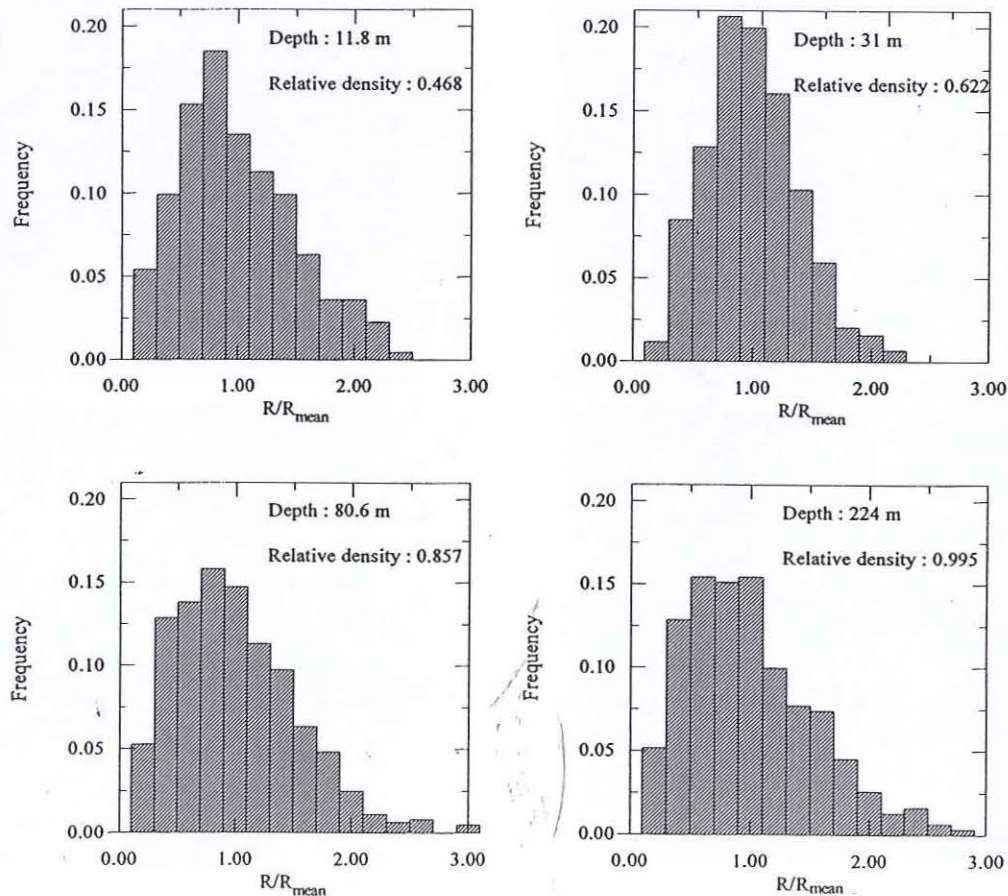 0.20
0.15
0.10
0.05
0.00
Frequency
Depth : 11.8 m
Relative density : 0.468
0.00 1.00 2.00 3.00
R/Rmean
0.20
0.15
0.10
0.05
0.00
Frequency
Depth : 31 m
Relative density : 0.622
0.00 1.00 2.00 3.00
R/Rmean
0.20
0.15
0.10
0.05
0.00
Frequency
Depth : 80.6 m
Relative density : 0.857
0.00 1.00 2.00 3.00
R/Rmean
0.20
0.15
0.10
0.05
0.00
Frequency
Depth : 224 m
Relative density : 0.995
0.00 1.00 2.00 3.00
R/Rmean